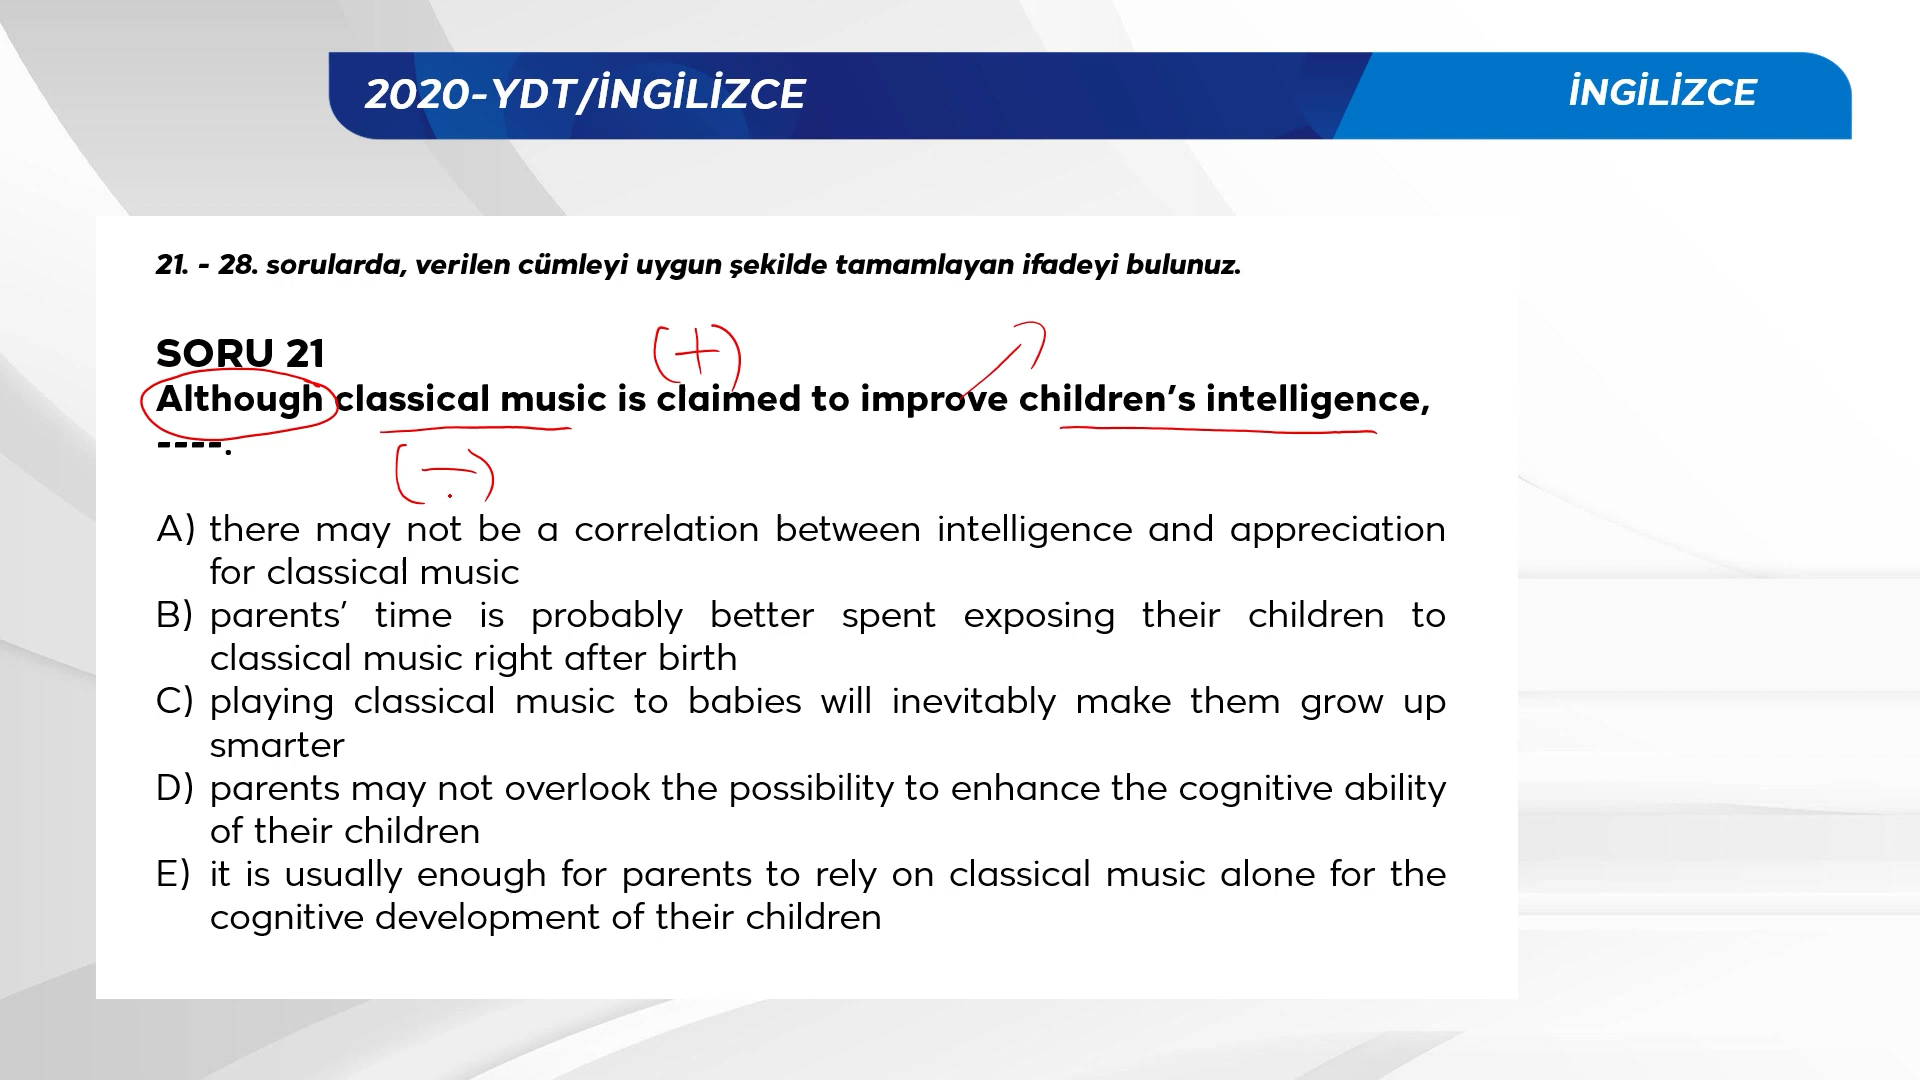 2020-YDT/İNGİLİZCE
İNGİLİZCE
21. - 28. sorularda, verilen cümleyi uygun şekilde tamamlayan ifadeyi bulunuz.
SORU 21
(+)
Although classical music is claimed to improve children's intelligence,
----.
(-)
A) there may not be a correlation between intelligence and appreciation
for classical music
B) parents' time is probably better spent exposing their children to
classical music right after birth
C) playing classical music to babies will inevitably make them grow up
smarter
D) parents may not overlook the possibility to enhance the cognitive ability
of their children
E) it is usually enough for parents to rely on classical music alone for the
cognitive development of their children